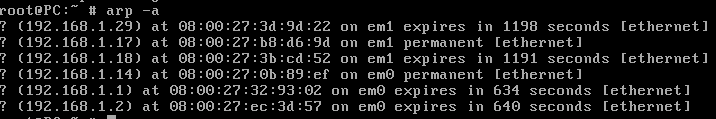 root@PC:~ # arp -a
? (192.168.1.29) at 08:00:27:3d:9d:22 on em1 expires in 1198 seconds [ethernet]
? (192.168.1.17) at 08:00:27:b8:d6:9d on em1 permanent [ethernet]
? (192.168.1.18) at 08:00:27:3b:cd:52 on em1 expires in 1191 seconds [ethernet]
? (192.168.1.14) at 08:00:27:0b:89:ef on em0 permanent [ethernet]
? (192.168.1.1) at 08:00:27:32:93:02 on em0 expires in 634 seconds [ethernet]
? (192.168.1.2) at 08:00:27:ec:3d:57 on em0 expires in 640 seconds [ethernet]